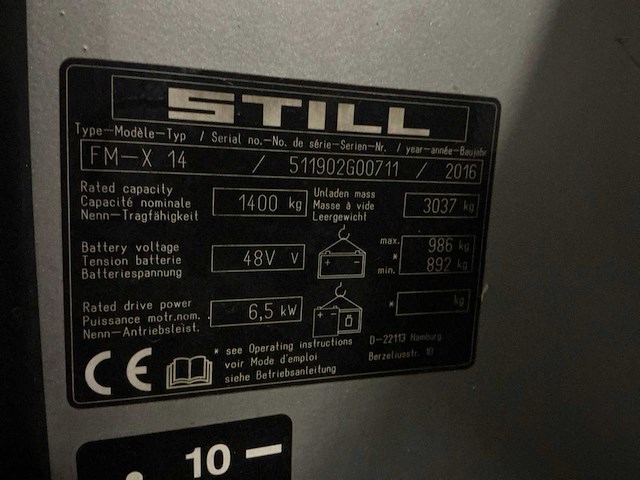 STILL
Type-Modèle-Typ / Serial no.-No. de série-Serien-Nr. / year-année-Baujahr
FM-X 14 / 511902G00711 / 2016
Rated capacity
Capacité nominale
Nenn-Tragfähigkeit
1400 kg
Unladen mass
Masse à vide
Leergewicht
3037 kg
Battery voltage
Tension batterie
Batteriespannung
48V v
max. 986 kg
*
min. 892 kg
Rated drive power
Puissance motr.nom.
Nenn-Antriebsleist.
6,5 kW
* kg
CE
* see Operating instructions
voir Mode d'emploi
siehe Betriebsanleitung
D-22113 Hamburg
Berzeliusstr. 10
10